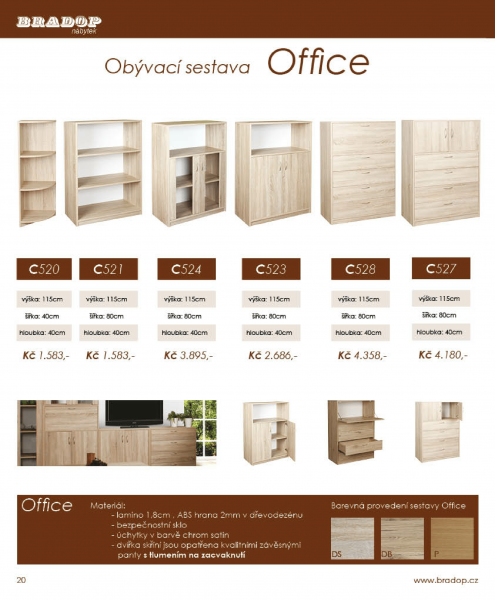 BRADOP
nábytek
Obývací sestava Office
C520 C521 C524 C523 C528 C527
výška: 115cm výška: 115cm výška: 115cm výška: 115cm výška: 115cm výška: 115cm
šířka: 40cm šířka: 80cm šířka: 80cm šířka: 80cm šířka: 80cm šířka: 80cm
hloubka: 40cm hloubka: 40cm hloubka: 40cm hloubka: 40cm hloubka: 40cm hloubka: 40cm
Kč 1.583,- Kč 1.583,- Kč 3.895,- Kč 2.686,- Kč 4.358,- Kč 4.180,-
Office
Materiál:
- lamino 1,8cm , ABS hrana 2mm v dřevodezénu
- bezpečnostní sklo
- úchytky v barvě chrom satin
- dvířka skříní jsou opatřena kvalitními závěsnými
panty s tlumením na zacvaknutí
Barevná provedení sestavy Office
DS DB P
20
www.bradop.cz